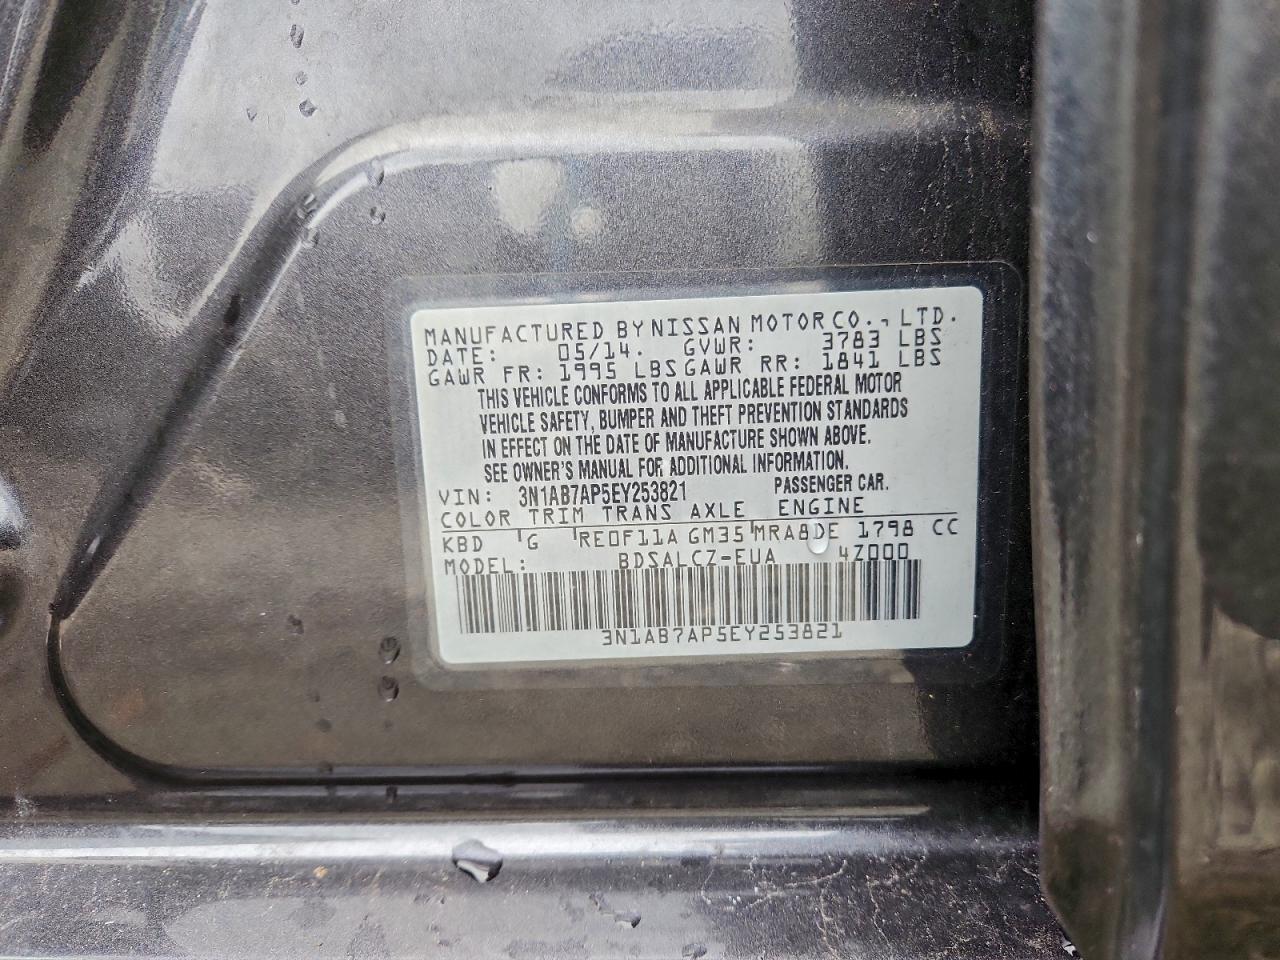 MANUFACTURED BY NISSAN MOTOR CO., LTD.
DATE: 05/14. GVWR: 3783 LBS
GAWR FR: 1995 LBS GAWR RR: 1841 LBS
THIS VEHICLE CONFORMS TO ALL APPLICABLE FEDERAL MOTOR
VEHICLE SAFETY, BUMPER AND THEFT PREVENTION STANDARDS
IN EFFECT ON THE DATE OF MANUFACTURE SHOWN ABOVE.
SEE OWNER'S MANUAL FOR ADDITIONAL INFORMATION.
VIN: 3N1AB7AP5EY253821 PASSENGER CAR.
COLOR TRIM TRANS AXLE ENGINE
KBD G RE0F11A GM35 MRA8DE 1798 CC
MODEL: BDSALCZ-EUA 4Z000
3N1AB7AP5EY253821